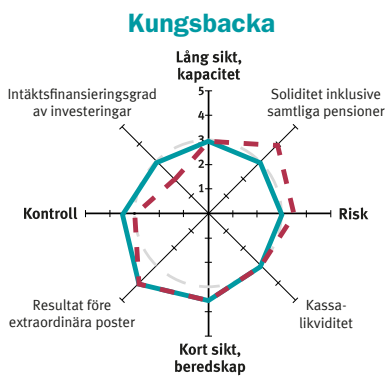 Kungsbacka
Lång sikt,
kapacitet
Intäktsfinansieringsgrad
av investeringar
Soliditet inklusive
samtliga pensioner
5
4
3
2
1
Kontroll
Risk
Resultat före
extraordinära poster
Kassa-
likviditet
Kort sikt,
beredskap